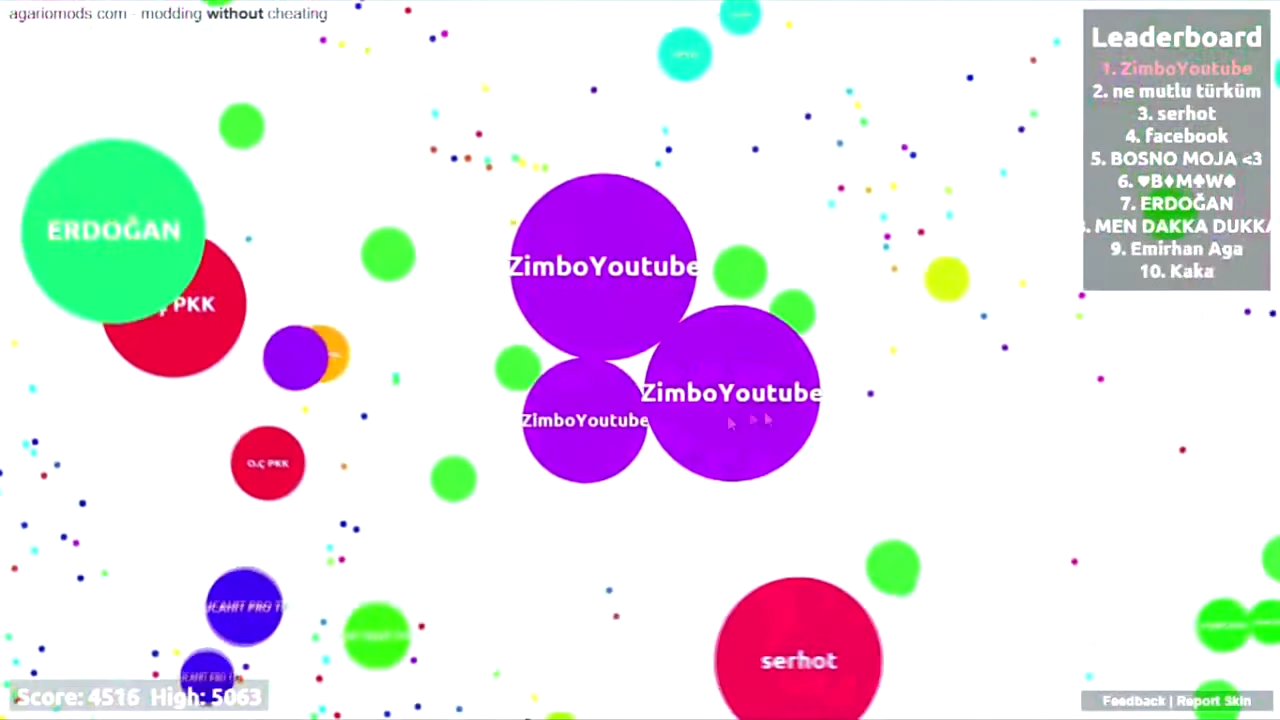 agariomods com - modding without cheating
Leaderboard
1. ZimboYoutube
2. ne mutlu türküm
3. serhot
4. facebook
5. BOSNO MOJA <3
6. ♥B♦M♣W♠
7. ERDOĞAN
MEN DAKKA DUKKA
9. Emirhan Aga
10. Kaka
ERDOĞAN
PKK
ZimboYoutube
ZimboYoutube
ZimboYoutube
O.Ç PKK
serhot
Score: 4516 High: 5063
Feedback | Report Skin